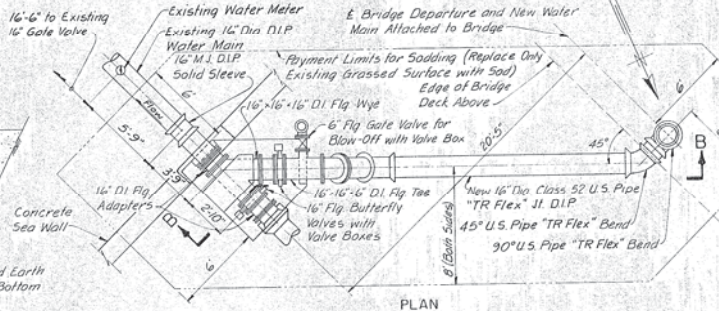 16'-6" to Existing
16" Gate Valve
Existing Water Meter
Existing 16" Dia. D.I.P.
Water Main
16" M.J. D.I.P.
Solid Sleeve
FLOW
6'
5'-9"
3'-9"
2'-10"
16" D.I. Flg.
Adapters
Concrete
Sea Wall
Earth
Bottom
B
6'
℄ Bridge Departure and New Water
Main Attached to Bridge
Payment Limits for Sodding (Replace Only
Existing Grassed Surface with Sod)
Edge of Bridge
Deck Above
16"x16"x16" D.I. Flg. Wye
6" Flg. Gate Valve for
Blow-Off with Valve Box
20'-5"
45°
6'
B
16"-16"-6" D.I. Flg. Tee
16" Flg. Butterfly
Valves with
Valve Boxes
8' (Both Sides)
New 16" Dia. Class 52 U.S. Pipe
"TR Flex" Jt. D.I.P.
45° U.S. Pipe "TR Flex" Bend
90° U.S. Pipe "TR Flex" Bend
PLAN